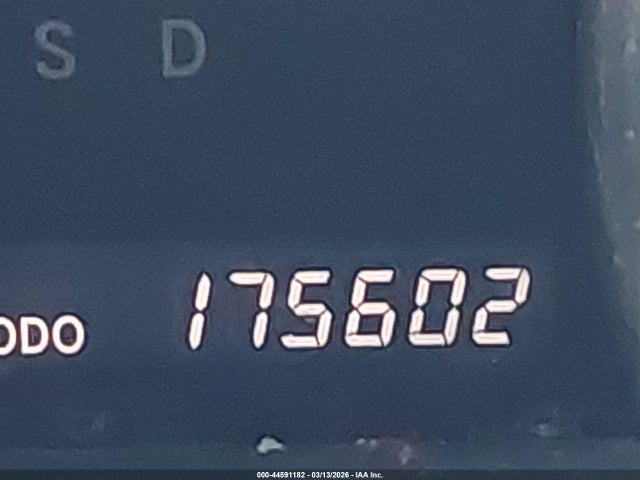 S D
ODO 175602
000-44591182 - 03/13/2026 - IAA Inc.